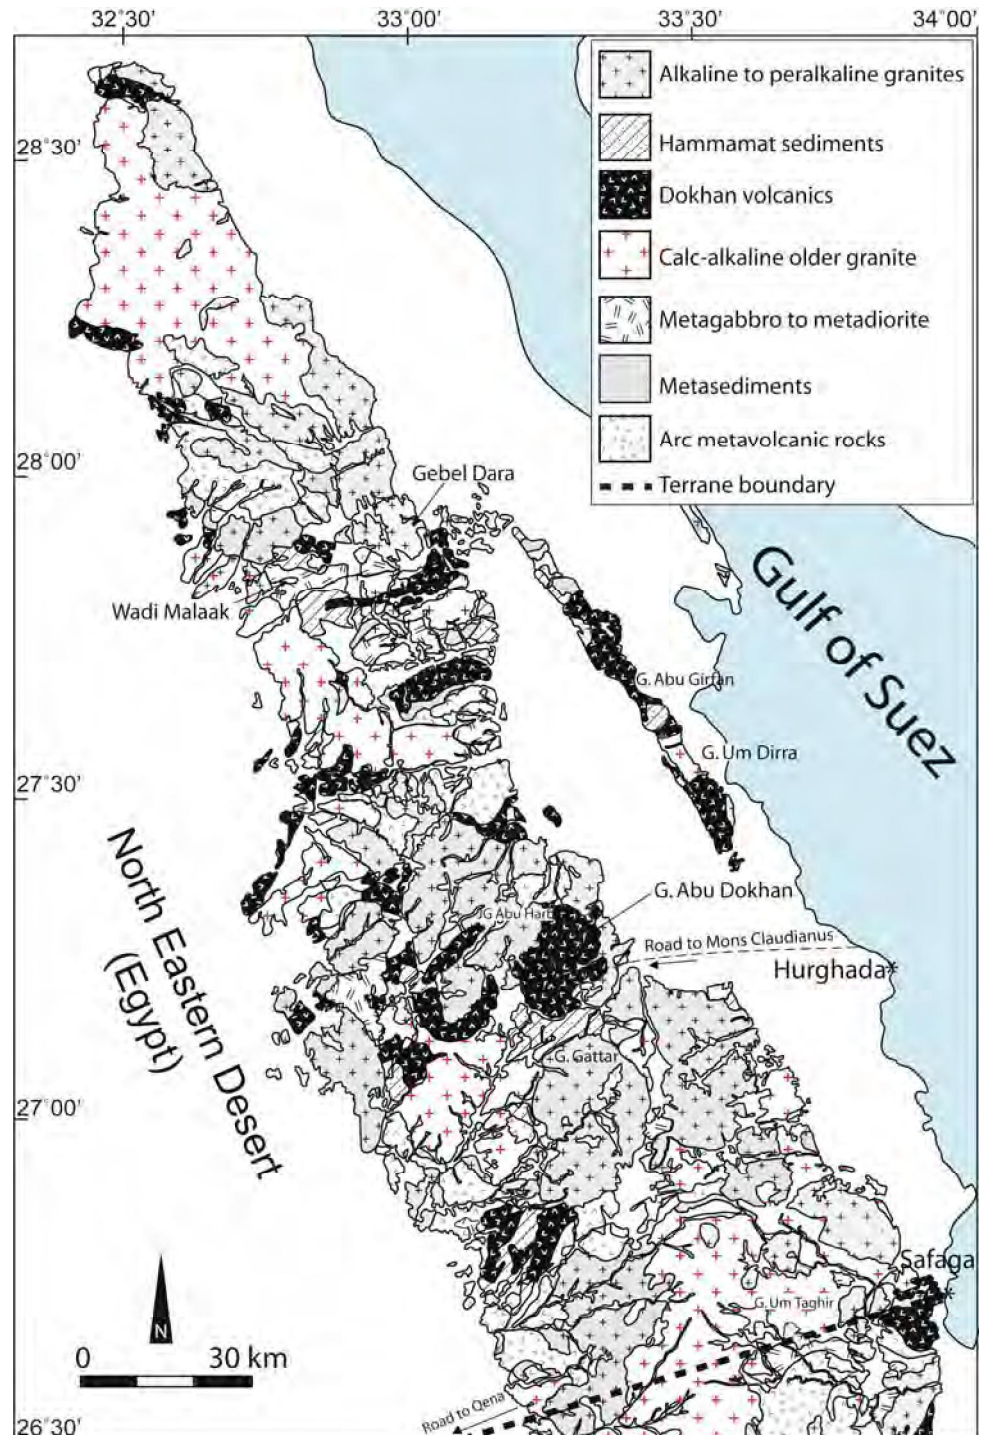 32°30'
33°00'
33°30'
34°00'
Alkaline to peralkaline granites
28°30'
Hammamat sediments
Dokhan volcanics
Calc-alkaline older granite
Metagabbro to metadiorite
Metasediments
Arc metavolcanic rocks
28°00'
Gebel Dara
Terrane boundary
Wadi Malaak
Gulf of Suez
G. Abu Girfan
G. Um Dirra
27°30'
North Eastern Desert
(Egypt)
G. Abu Dokhan
JG Abu Harb
Road to Mons Claudianus
Hurghada
G. Gattar
27°00'
Safaga
G. Um Taghir
N
0 30 km
Road to Qena
26°30'